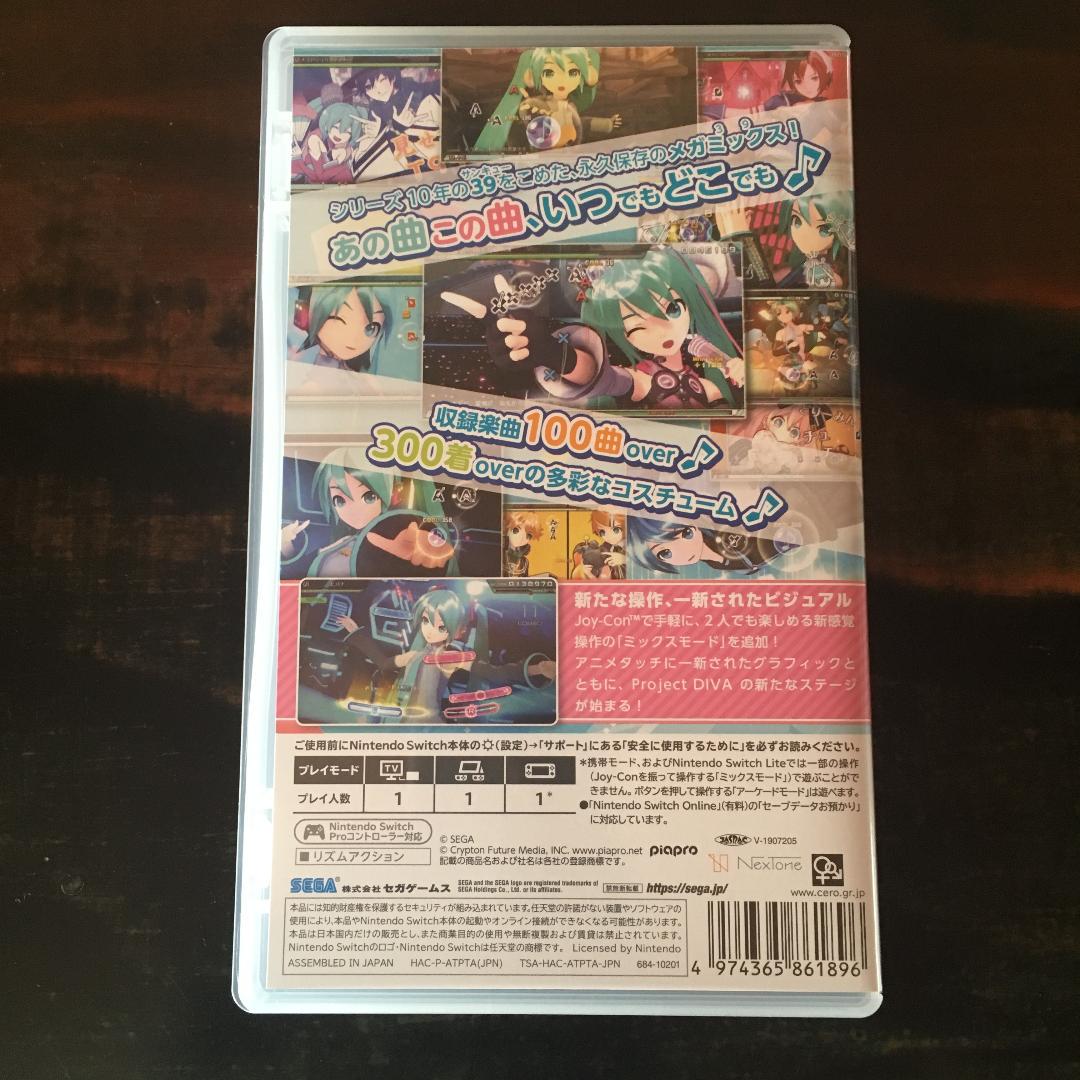 シリーズ10年の39をこめた、永久保存のメガミックス!
サンキュー
3 9
あの曲この曲、いつでもどこでも♪
収録楽曲100曲over♪
300着overの多彩なコスチューム♪
新たな操作、一新されたビジュアル
Joy-Con™で手軽に、2人でも楽しめる新感覚
操作の「ミックスモード」を追加!
アニメタッチに一新されたグラフィックと
ともに、Project DIVA の新たなステージ
が始まる!
ご使用前にNintendo Switch本体の(設定)→「サポート」にある「安全に使用するために」を必ずお読みください。
プレイモード TV
プレイ人数 1 1 1*
*携帯モード、およびNintendo Switch Liteでは一部の操作
(Joy-Conを振って操作する「ミックスモード」)で遊ぶことがで
きません。ボタンを押して操作する「アーケードモード」は遊べます。
●「Nintendo Switch Online」(有料)の「セーブデータお預かり」
に対応しています。
Nintendo Switch
Proコントローラー対応
■リズムアクション
© SEGA
© Crypton Future Media, INC. www.piapro.net piapro
記載の商品名および社名は各社の登録商標です。
JASRAC V-1907205
NexTone
www.cero.gr.jp
SEGA® 株式会社セガゲームス
SEGA and the SEGA logo are registered trademarks of
SEGA Holdings Co., Ltd. or its affiliates.
禁無断転載 https://sega.jp/
本品には知的財産権を保護するセキュリティが組み込まれています。任天堂の許諾がない装置やソフトウェアの
使用により、本品やNintendo Switch本体の起動やオンライン接続ができなくなる可能性があります。
本品は日本国内だけの販売とし、また商業目的の使用や無断複製および賃貸は禁止されています。
Nintendo Switchのロゴ・Nintendo Switchは任天堂の商標です。 Licensed by Nintendo
ASSEMBLED IN JAPAN HAC-P-ATPTA(JPN) TSA-HAC-ATPTA-JPN 684-10201
4 974365 861896